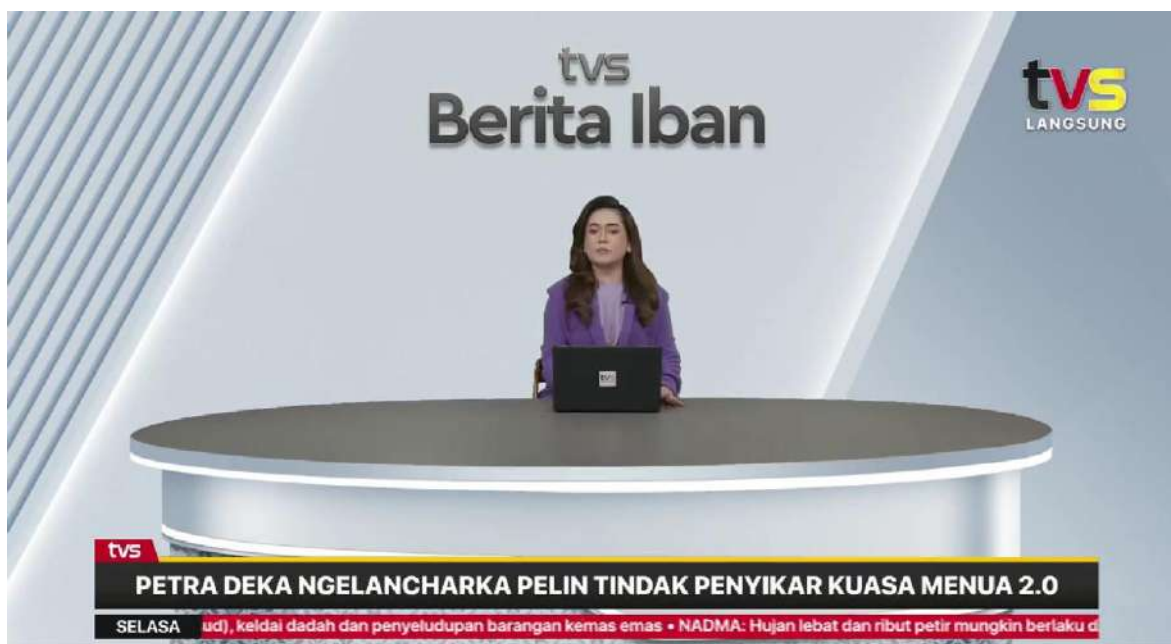 tvs
Berita Iban
tvs
LANGSUNG
tvs
tvs
PETRA DEKA NGELANCHARKA PELIN TINDAK PENYIKAR KUASA MENUA 2.0
SELASA
ud), keldai dadah dan penyeludupan barangan kemas emas • NADMA: Hujan lebat dan ribut petir mungkin berlaku d